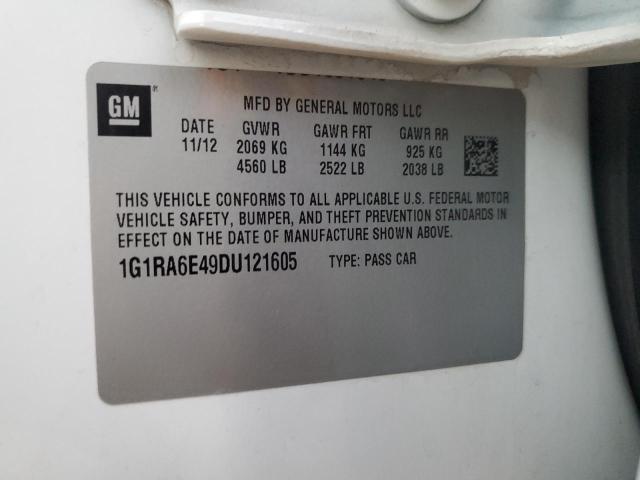 GM
MFD BY GENERAL MOTORS LLC
DATE GVWR GAWR FRT GAWR RR
11/12 2069 KG 1144 KG 925 KG
4560 LB 2522 LB 2038 LB
THIS VEHICLE CONFORMS TO ALL APPLICABLE U.S. FEDERAL MOTOR
VEHICLE SAFETY, BUMPER, AND THEFT PREVENTION STANDARDS IN
EFFECT ON THE DATE OF MANUFACTURE SHOWN ABOVE.
1G1RA6E49DU121605 TYPE: PASS CAR